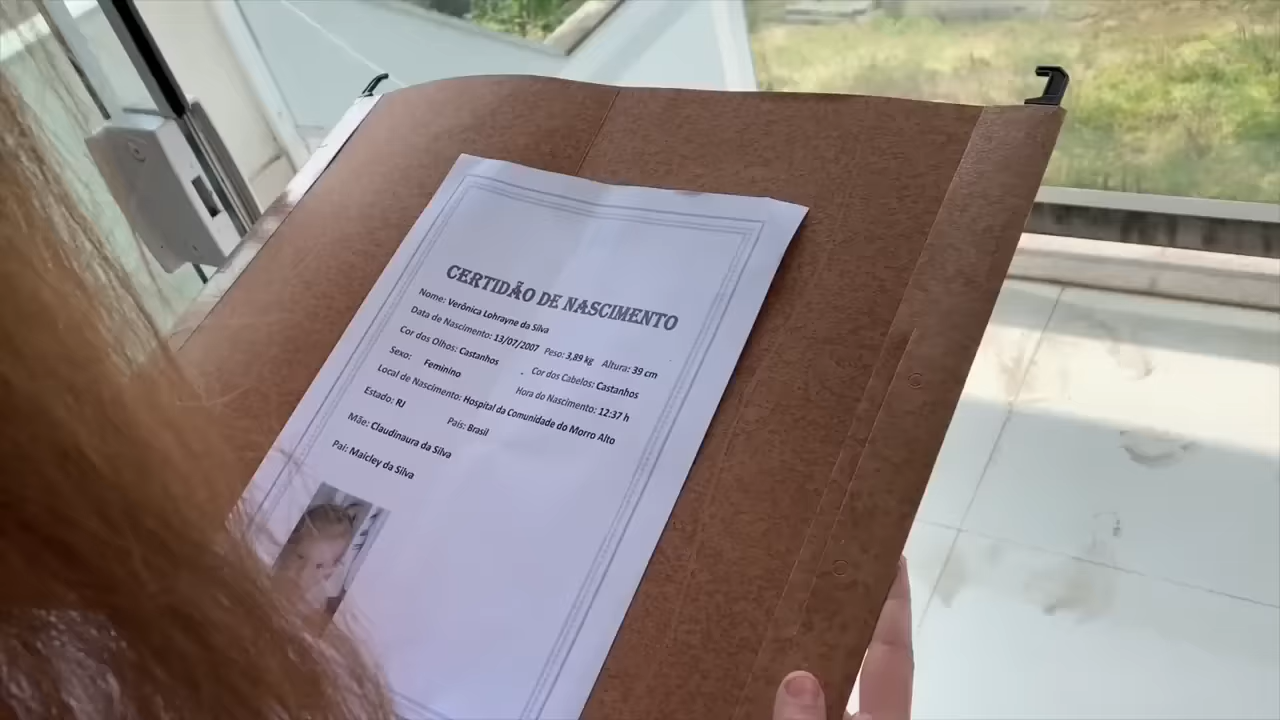 CERTIDÃO DE NASCIMENTO
Nome: Verônica Lohrayne da Silva
Data de Nascimento: 13/07/2007 Peso: 3,89 kg Altura: 39 cm
Cor dos Olhos: Castanhos . Cor dos Cabelos: Castanhos
Sexo: Feminino Hora do Nascimento: 12:37 h
Local de Nascimento: Hospital da Comunidade do Morro Alto
Estado: RJ País: Brasil
Mãe: Claudinaura da Silva
Pai: Maicley da Silva